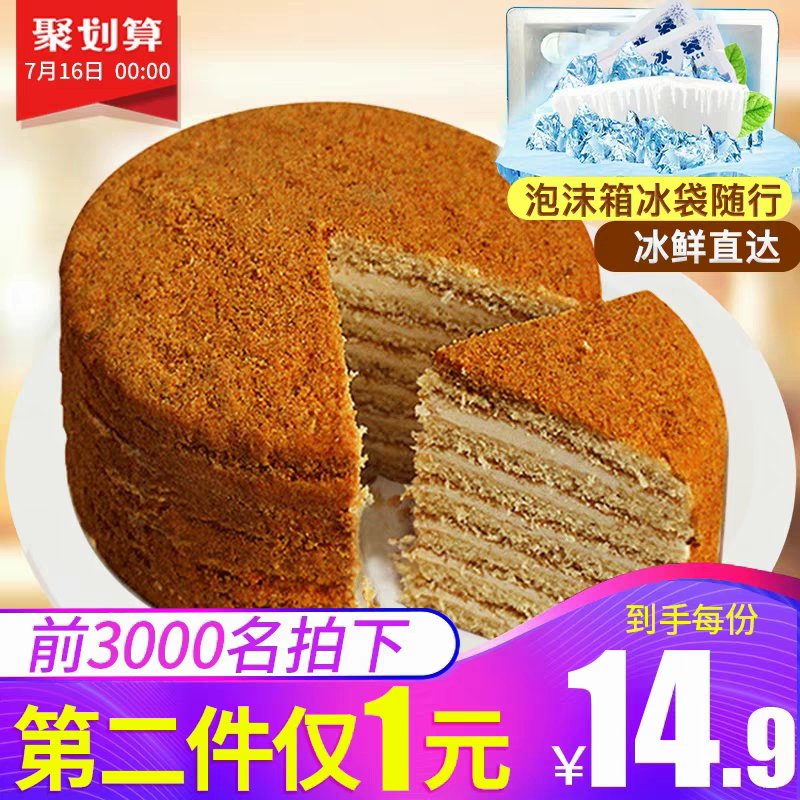 聚划算
7月16日 00:00
冰袋
泡沫箱冰袋随行
冰鲜直达
前3000名拍下
第二件仅1元
到手每份
¥14.9